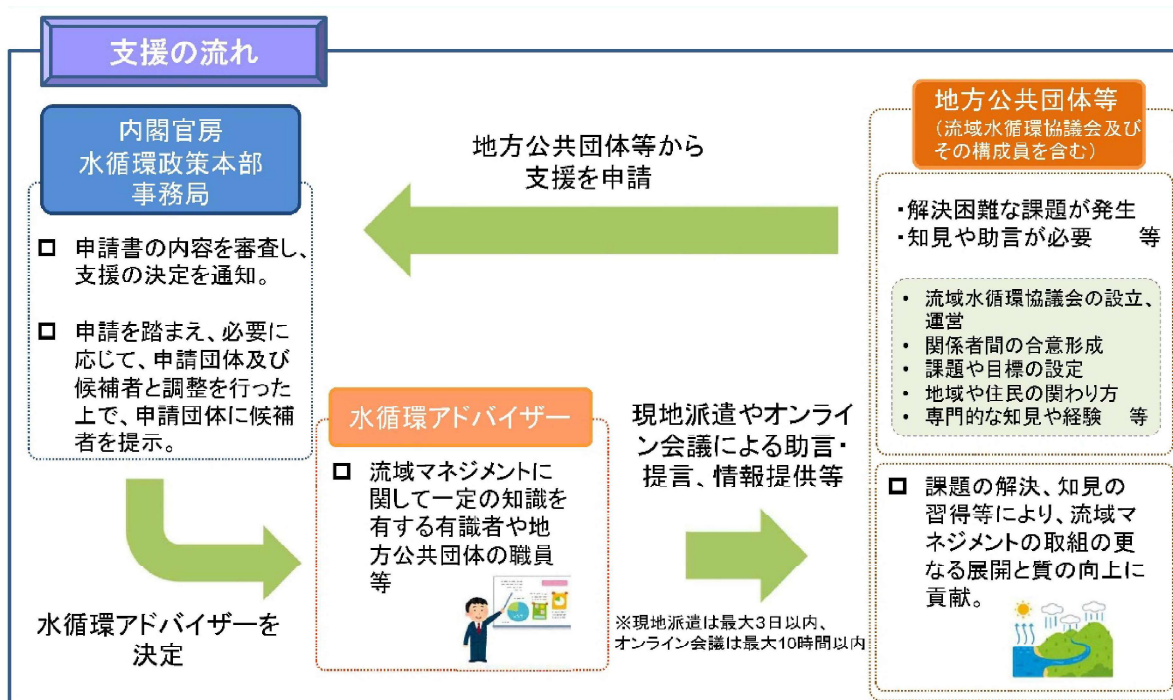 支援の流れ
内閣官房
水循環政策本部
事務局
□ 申請書の内容を審査し、
支援の決定を通知。
□ 申請を踏まえ、必要に
応じて、申請団体及び
候補者と調整を行った
上で、申請団体に候補
者を提示。
水循環アドバイザーを
決定
地方公共団体等から
支援を申請
水循環アドバイザー
□ 流域マネジメントに
関して一定の知識を
有する有識者や地
方公共団体の職員
等
現地派遣やオンライ
ン会議による助言・
提言、情報提供等
※現地派遣は最大3日以内、
オンライン会議は最大10時間以内
地方公共団体等
（流域水循環協議会及び
その構成員を含む）
・解決困難な課題が発生
・知見や助言が必要 等
• 流域水循環協議会の設立、
運営
• 関係者間の合意形成
• 課題や目標の設定
• 地域や住民の関わり方
• 専門的な知見や経験 等
□ 課題の解決、知見の
習得等により、流域マ
ネジメントの取組の更
なる展開と質の向上に
貢献。